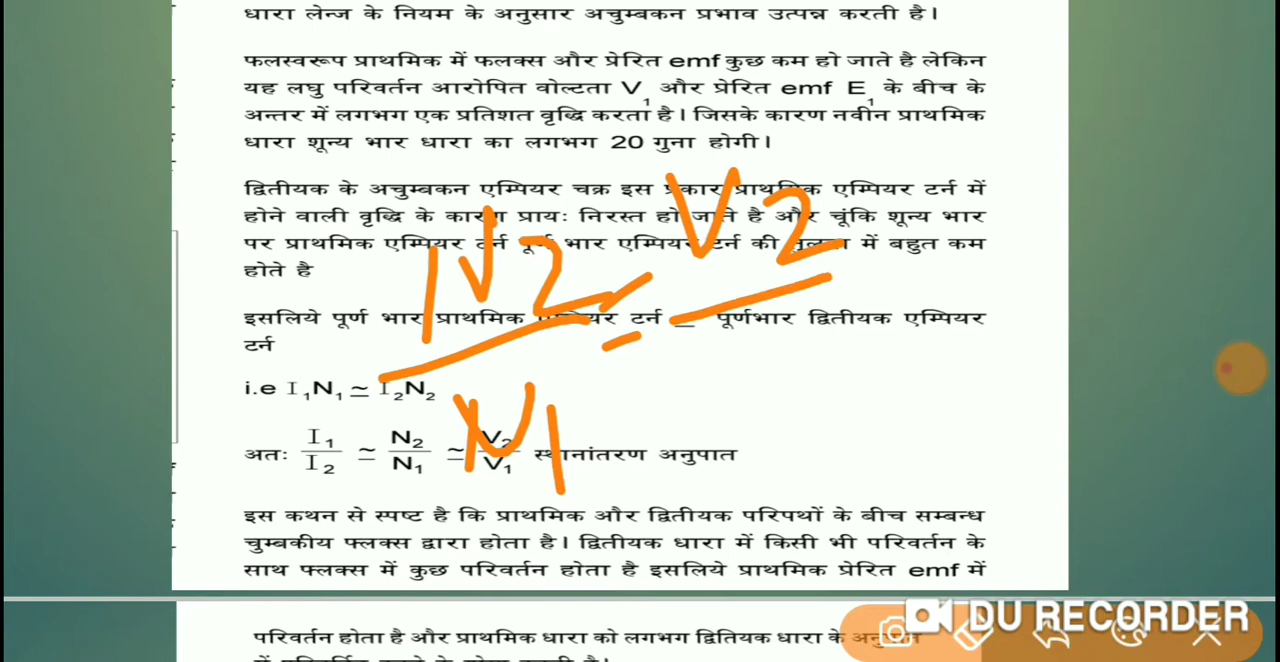 धारा लेन्ज के नियम के अनुसार अचुम्बकन प्रभाव उत्पन्न करती है।
फलस्वरूप प्राथमिक में फलक्स और प्रेरित emf कुछ कम हो जाते है लेकिन
यह लघु परिवर्तन आरोपित वोल्टता V₁ और प्रेरित emf E₁ के बीच के
अन्तर में लगभग एक प्रतिशत वृद्धि करता है। जिसके कारण नवीन प्राथमिक
धारा शून्य भार धारा का लगभग 20 गुना होगी।
द्वितीयक के अचुम्बकन एम्पियर चक्र इस प्रकार प्राथमिक एम्पियर टर्न में
होने वाली वृद्धि के कारण प्रायः निरस्त हो जाते है और चूंकि शून्य भार
पर प्राथमिक एम्पियर टर्न पूर्ण भार एम्पियर टर्न की तुलना में बहुत कम
होते है
इसलिये पूर्ण भार प्राथमिक एम्पियर टर्न = पूर्णभार द्वितीयक एम्पियर
टर्न
i.e I₁N₁ ≃ I₂N₂
अतः I₁/I₂ ≃ N₂/N₁ ≃ V₂/V₁ स्थानांतरण अनुपात
N2/N1 = V2
इस कथन से स्पष्ट है कि प्राथमिक और द्वितीयक परिपथों के बीच सम्बन्ध
चुम्बकीय फ्लक्स द्वारा होता है। द्वितीयक धारा में किसी भी परिवर्तन के
साथ फ्लक्स में कुछ परिवर्तन होता है इसलिये प्राथमिक प्रेरित emf में
परिवर्तन होता है और प्राथमिक धारा को लगभग द्वितियक धारा के अनुपात
DU RECORDER